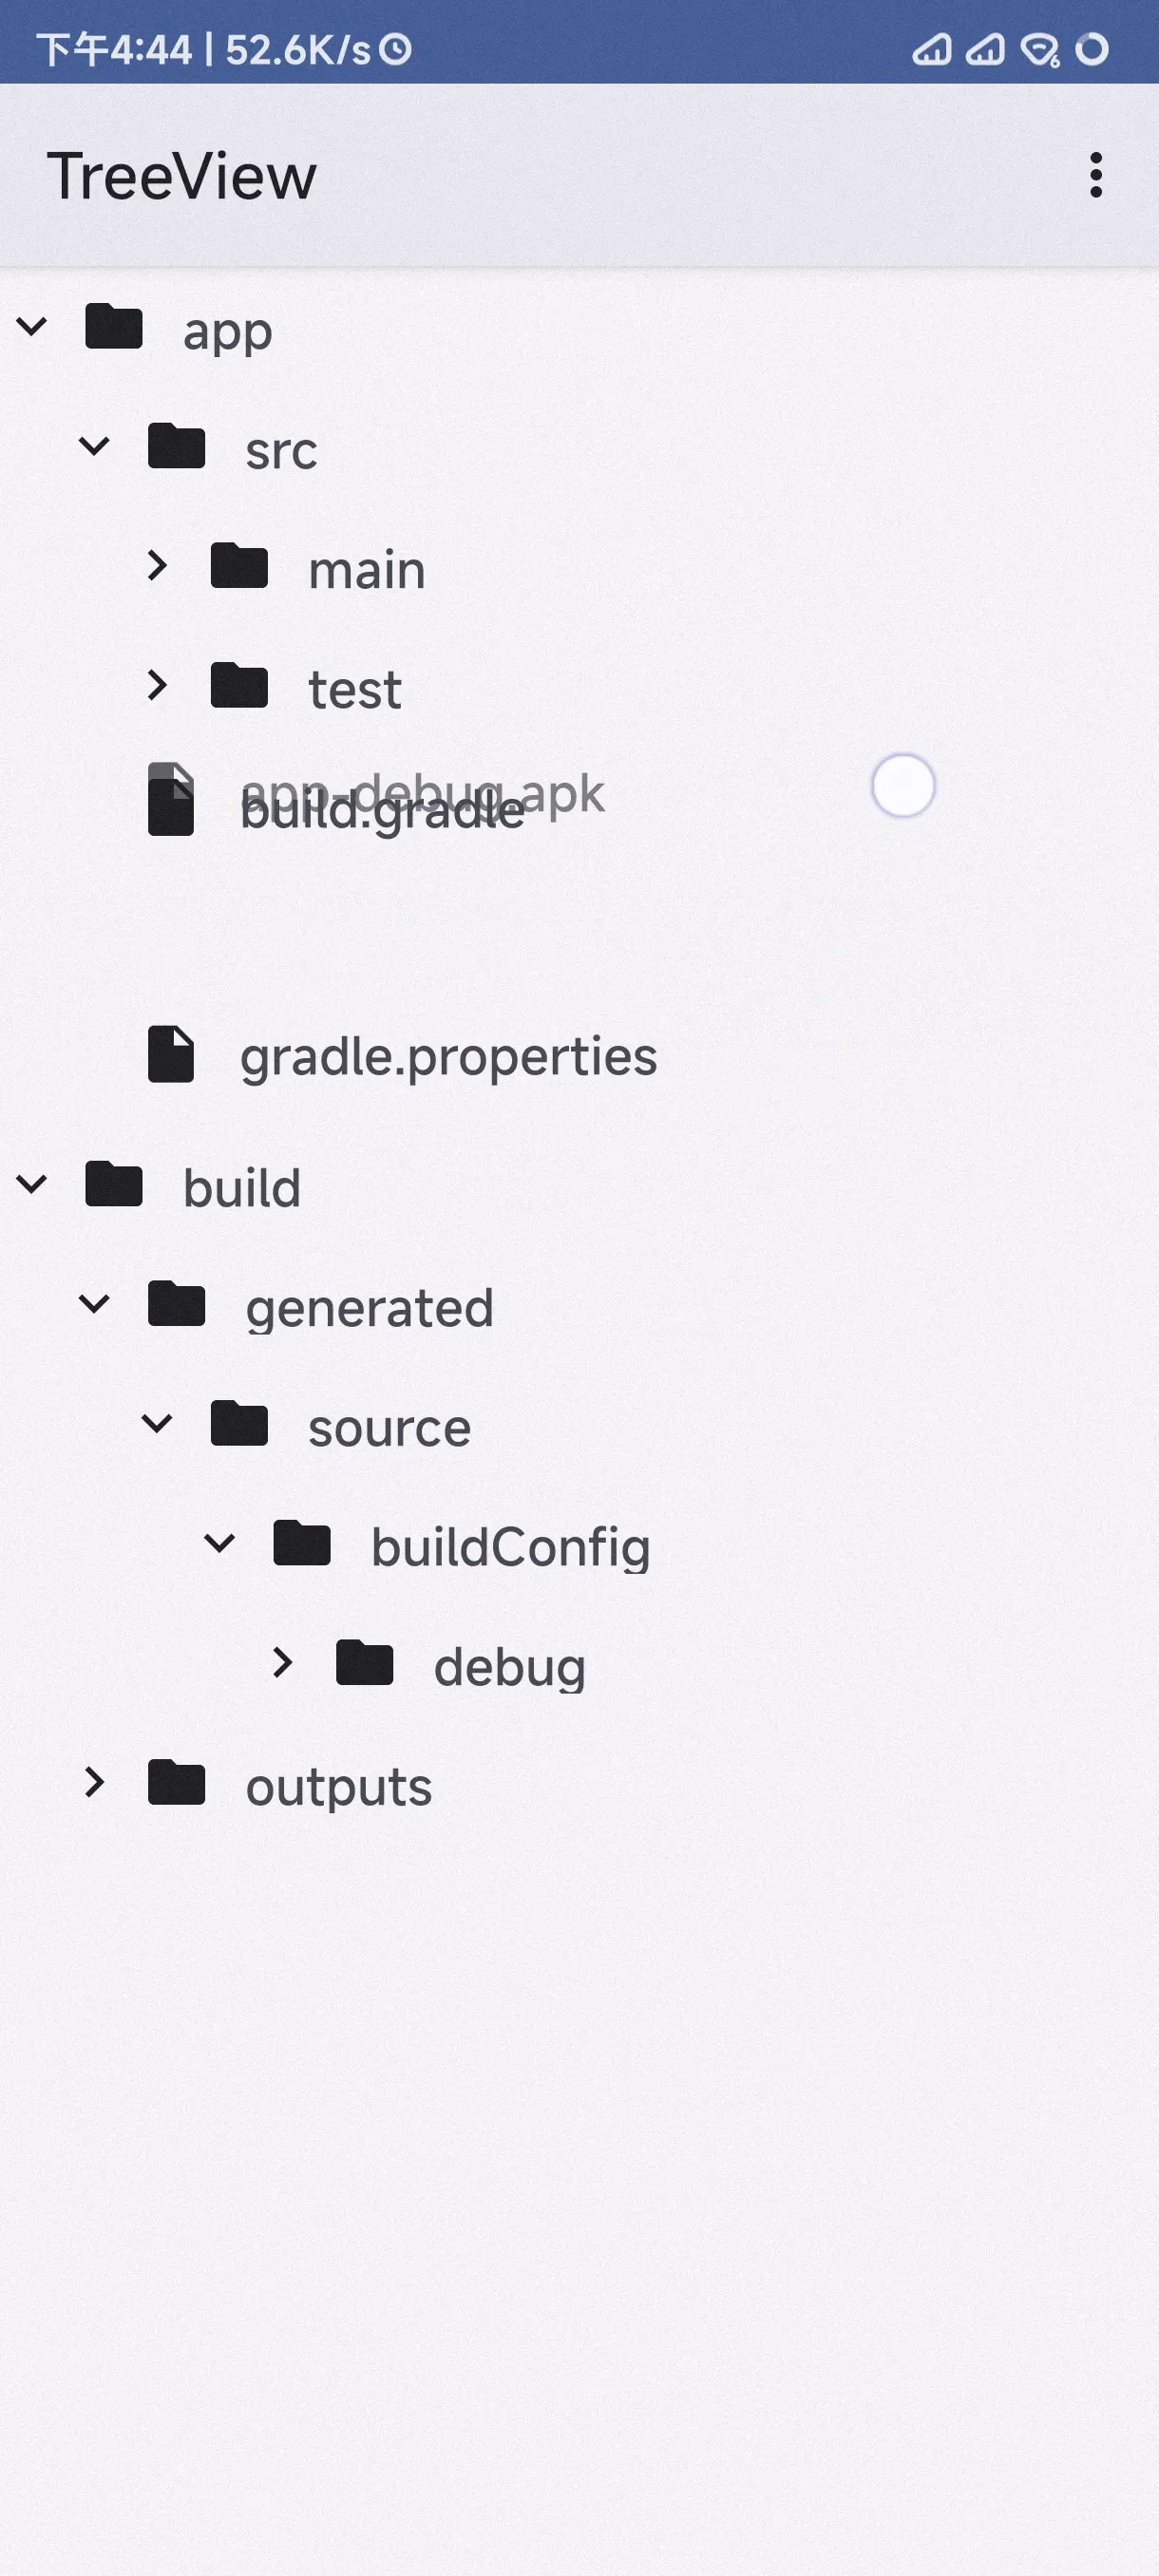 下午4:44 | 52.6K/s
TreeView
app
src
main
test
app-debug.apk
build.gradle
gradle.properties
build
generated
source
buildConfig
debug
outputs